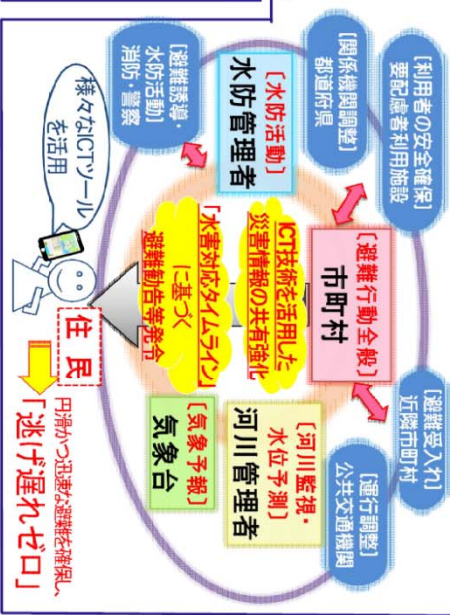 [利用者の安全確保]
要配慮者利用施設
[避難受入れ]
近隣市町村
[関係機関調整]
都道府県
[避難行動全般]
市町村
[運行調整]
公共交通機関
[水防活動]
水防管理者
ICT技術を活用した
災害情報の共有強化
[河川監視・
水位予測]
河川管理者
[避難誘導・
水防活動]
消防・警察
「水害対応タイムライン」
に基づく
避難勧告等発令
[気象予報]
気象台
様々なICTツール
を活用
住民
円滑かつ迅速な避難を確保し、
「逃げ遅れゼロ」